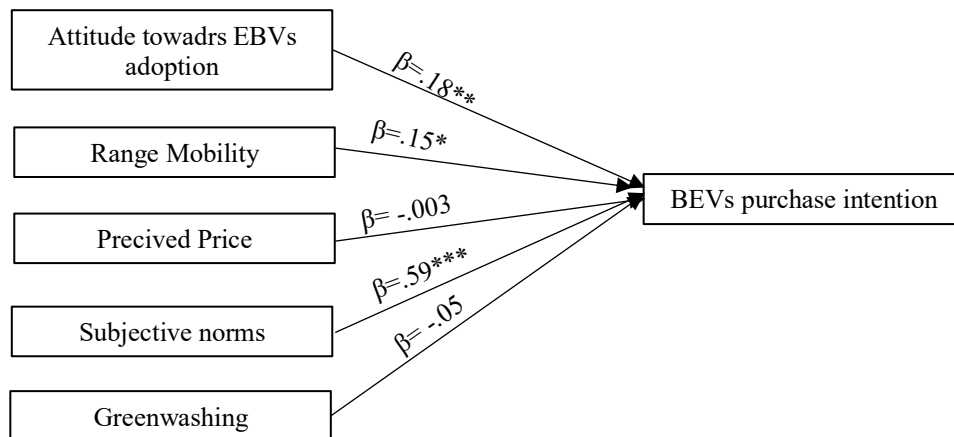 Attitude towadrs EBVs
adoption
β=.18**
Range Mobility
β=.15*
BEVs purchase intention
Precived Price
β= -.003
Subjective norms
β=.59***
Greenwashing
β= -.05